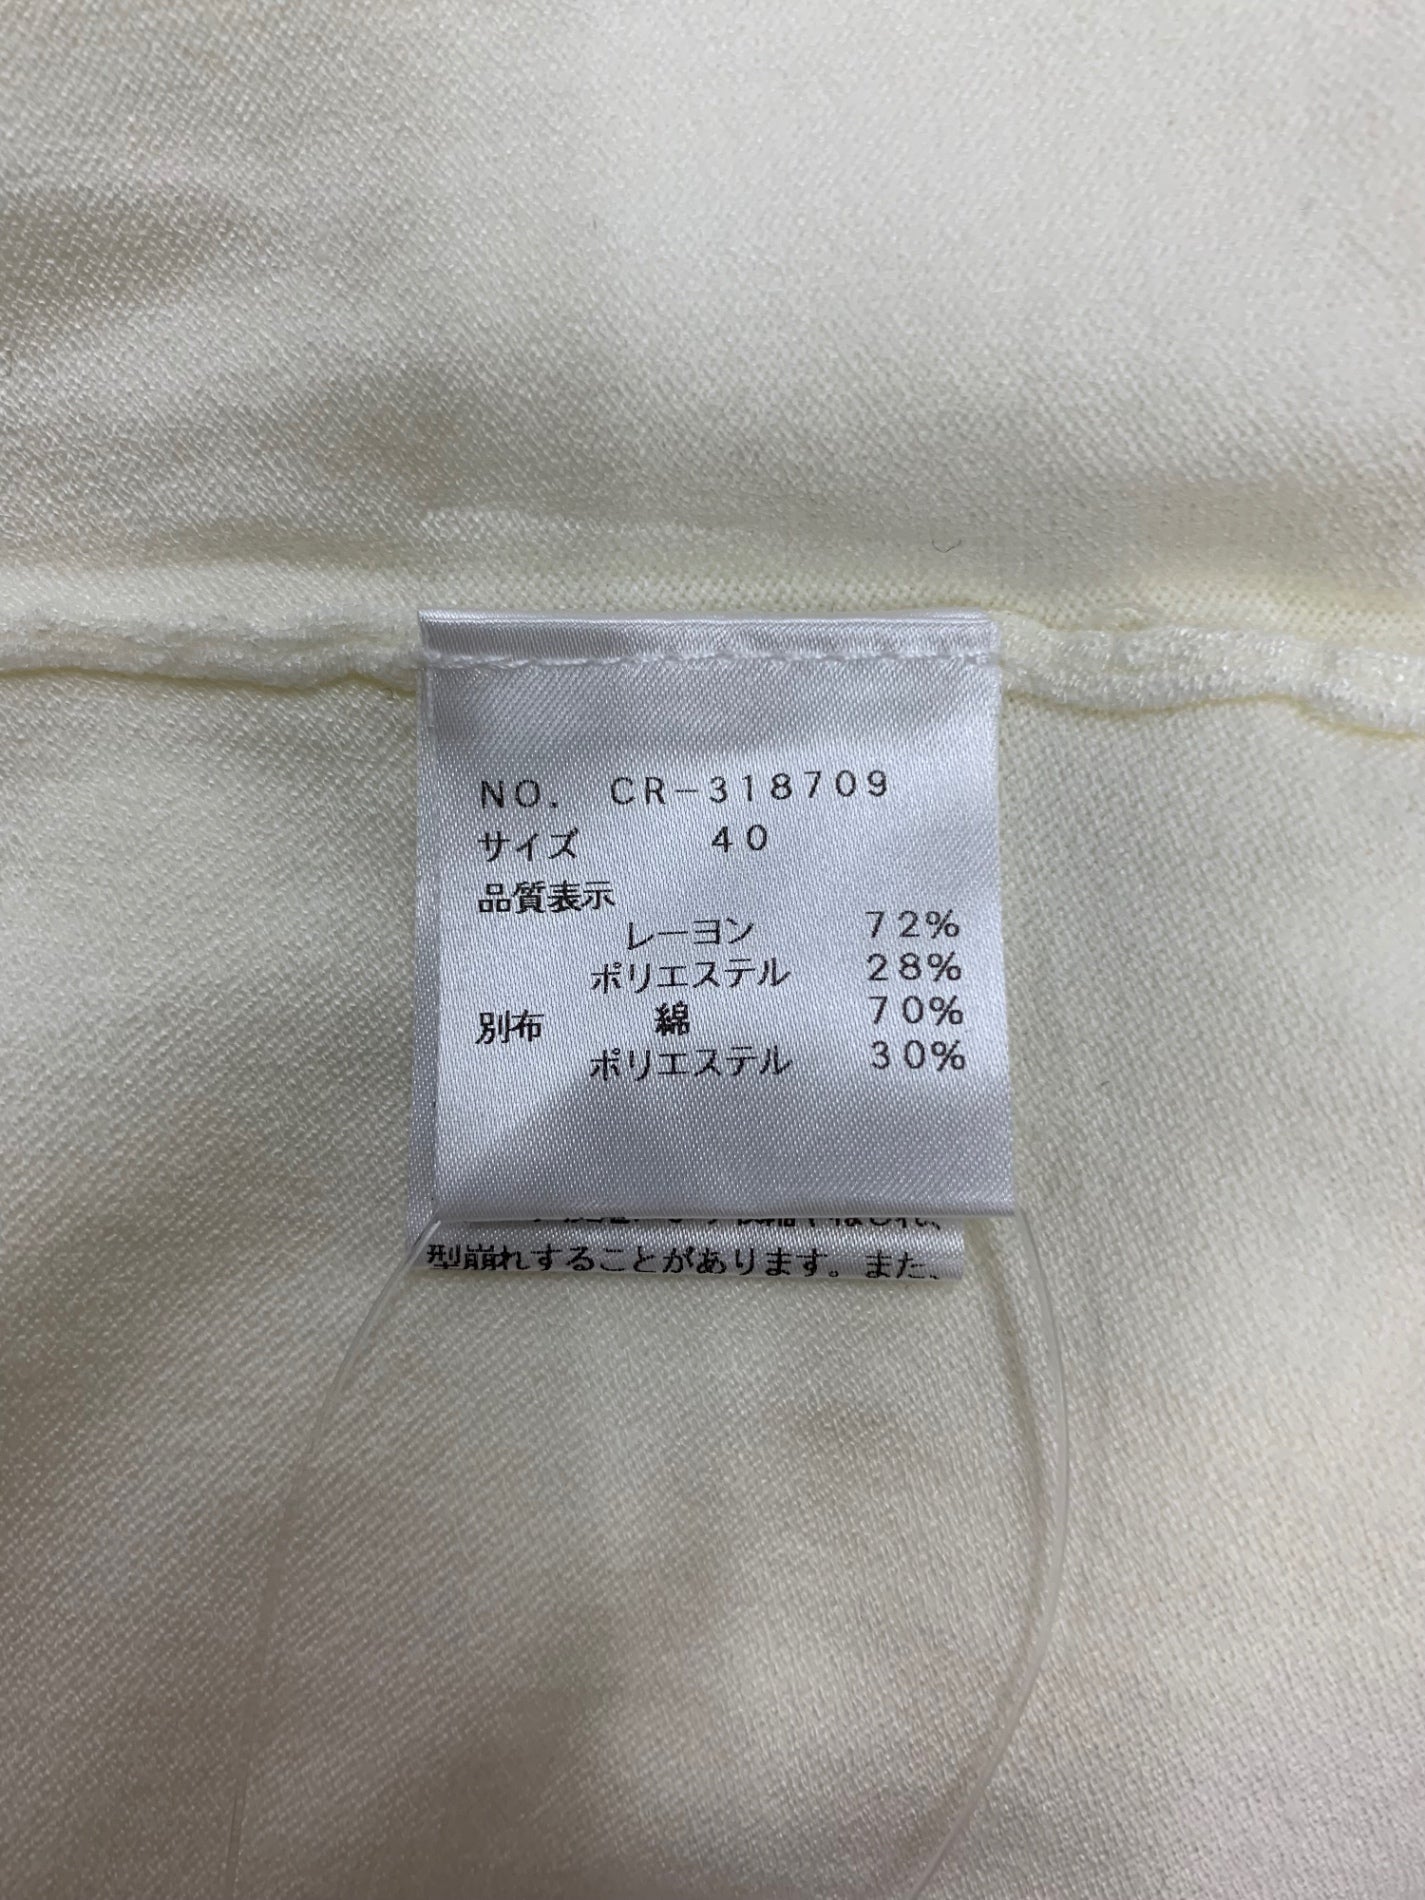 NO. CR-318709
サイズ 40
品質表示
レーヨン 72%
ポリエステル 28%
別布 綿 70%
ポリエステル 30%
型崩れすることがあります。また、